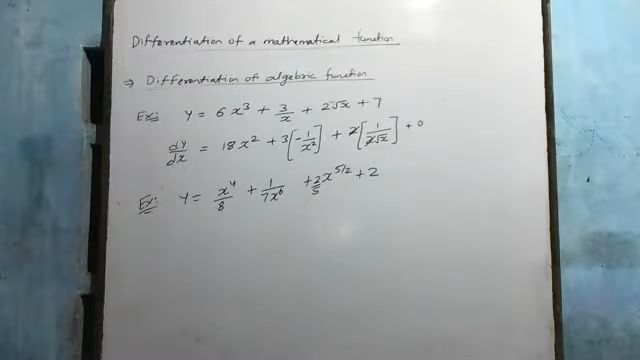 Differentiation of a mathematical function
⇒ Differentiation of algebric function
Ex: Y = 6x³ + 3/x + 2√x + 7
dy/dx = 18x² + 3[-1/x²] + 2[1/2√x] + 0
Ex: Y = x⁴/8 + 1/7x⁶ + 2/5 x^5/2 + 2